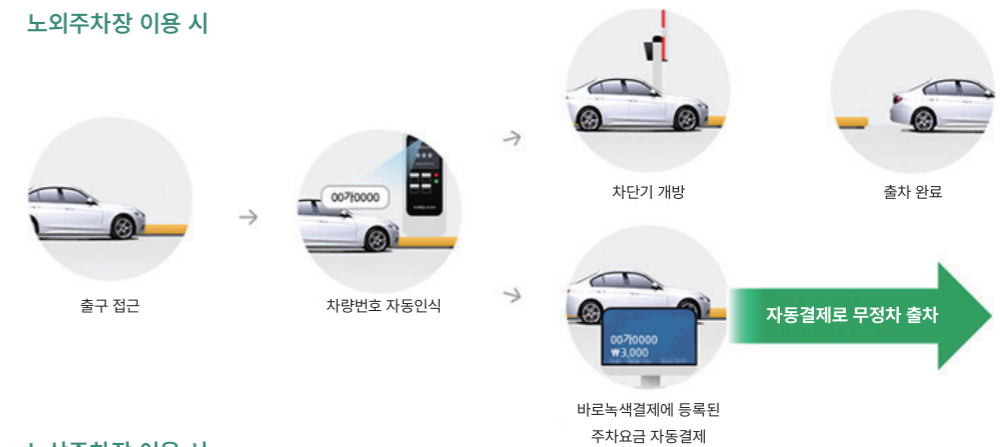 노외주차장 이용 시
00가0000
출구 접근
차량번호 자동인식
차단기 개방
출차 완료
00가0000
₩3,000
자동결제로 무정차 출차
바로녹색결제에 등록된
주차요금 자동결제